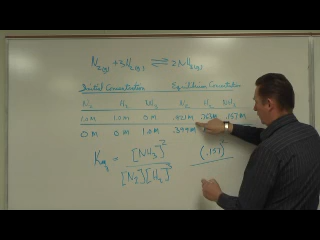 N2(g) + 3H2(g) ⇌ 2NH3(g)
Initial Concentration Equilibrium Concentration
N2 H2 NH3 N2 H2 NH3
1.0M 1.0M 0M .921M .763M .157M
0M 0M 1.0M .399M
Keq = [NH3]² / [N2][H2]³ (.157)